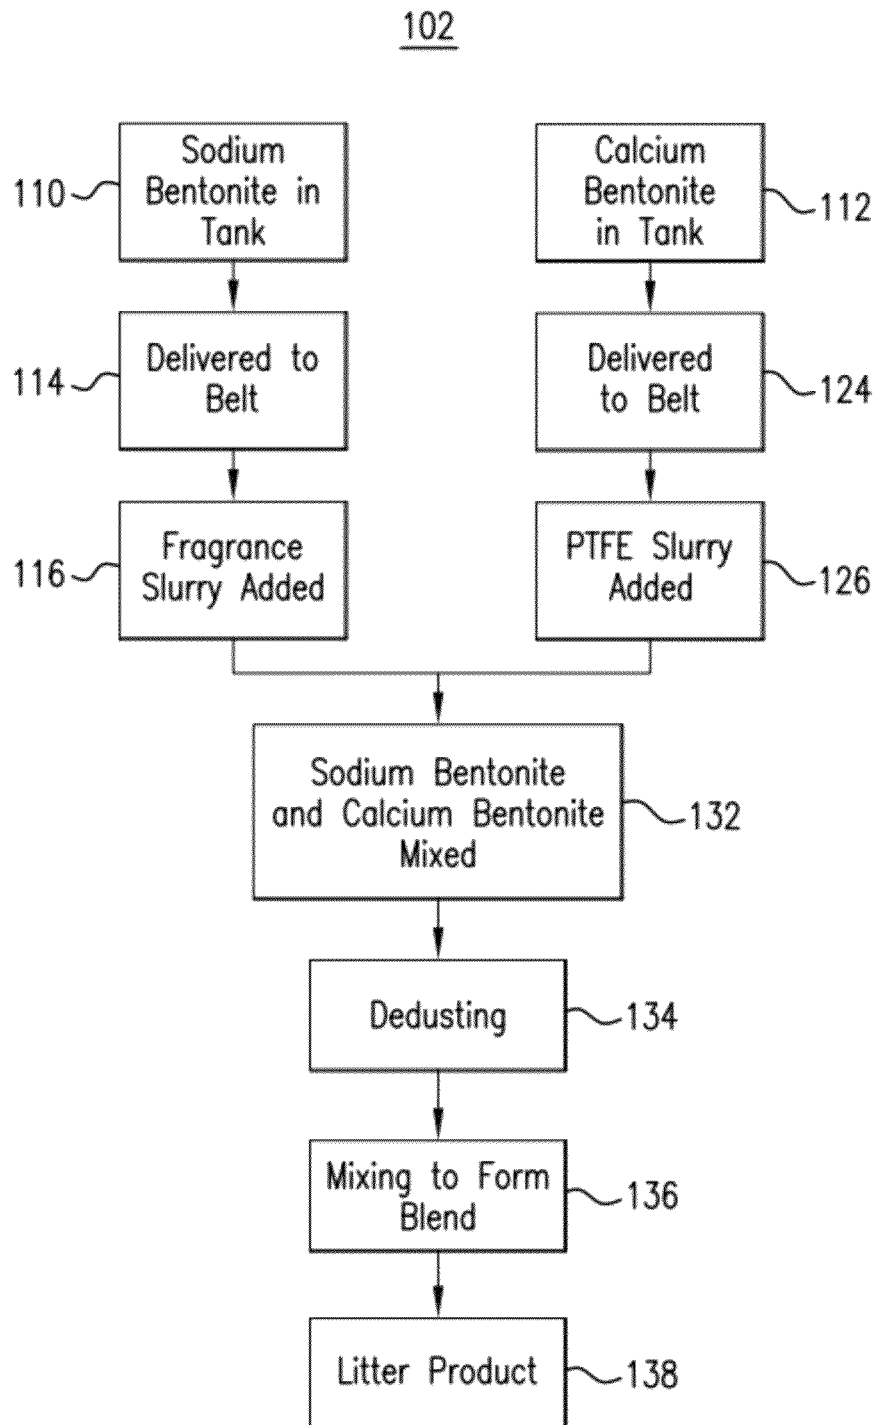 102
110
Sodium
Bentonite in
Tank
Calcium
Bentonite
in Tank
112
114
Delivered to
Belt
Delivered
to Belt
124
116
Fragrance
Slurry Added
PTFE Slurry
Added
126
Sodium Bentonite
and Calcium Bentonite
Mixed
132
Dedusting
134
Mixing to Form
Blend
136
Litter Product
138